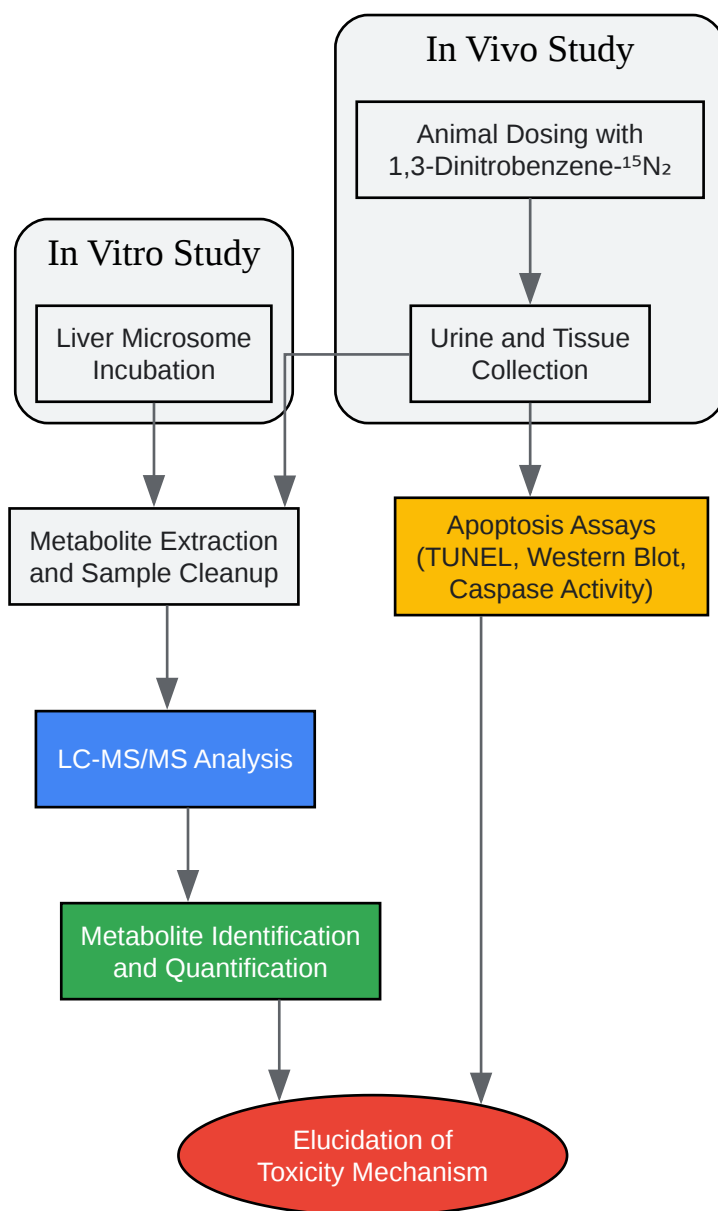 In Vivo Study
Animal Dosing with
1,3-Dinitrobenzene-¹⁵N₂
In Vitro Study
Liver Microsome
Incubation
Urine and Tissue
Collection
Metabolite Extraction
and Sample Cleanup
Apoptosis Assays
(TUNEL, Western Blot,
Caspase Activity)
LC-MS/MS Analysis
Metabolite Identification
and Quantification
Elucidation of
Toxicity Mechanism